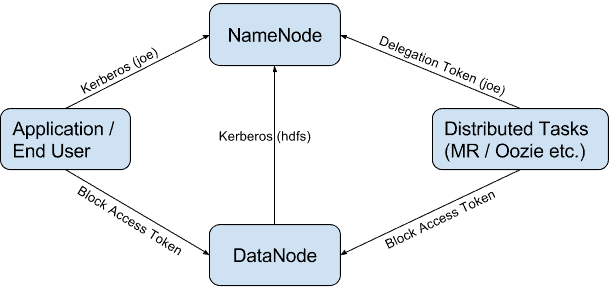 NameNode
Kerberos (joe)
Delegation Token (joe)
Application /
End User
Kerberos (hdfs)
Distributed Tasks
(MR / Oozie etc.)
Block Access Token
Block Access Token
DataNode